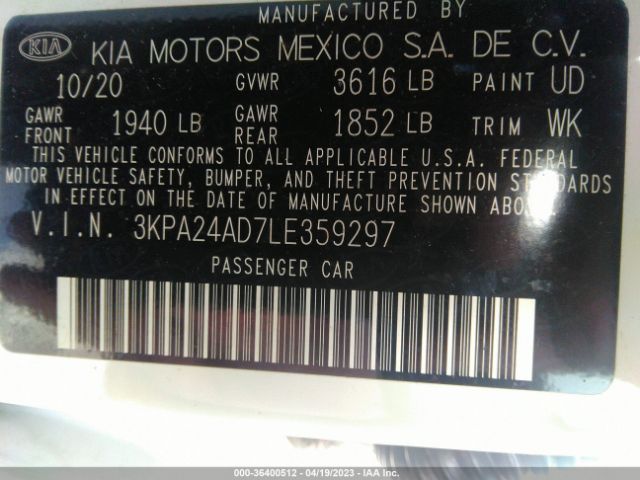 MANUFACTURED BY
KIA KIA MOTORS MEXICO S.A. DE C.V.
10/20 GVWR 3616 LB PAINT UD
GAWR FRONT 1940 LB GAWR REAR 1852 LB TRIM WK
THIS VEHICLE CONFORMS TO ALL APPLICABLE U.S.A. FEDERAL
MOTOR VEHICLE SAFETY, BUMPER, AND THEFT PREVENTION STANDARDS
IN EFFECT ON THE DATE OF MANUFACTURE SHOWN ABOVE.
V.I.N. 3KPA24AD7LE359297
PASSENGER CAR
000-36400512 - 04/19/2023 - IAA Inc.